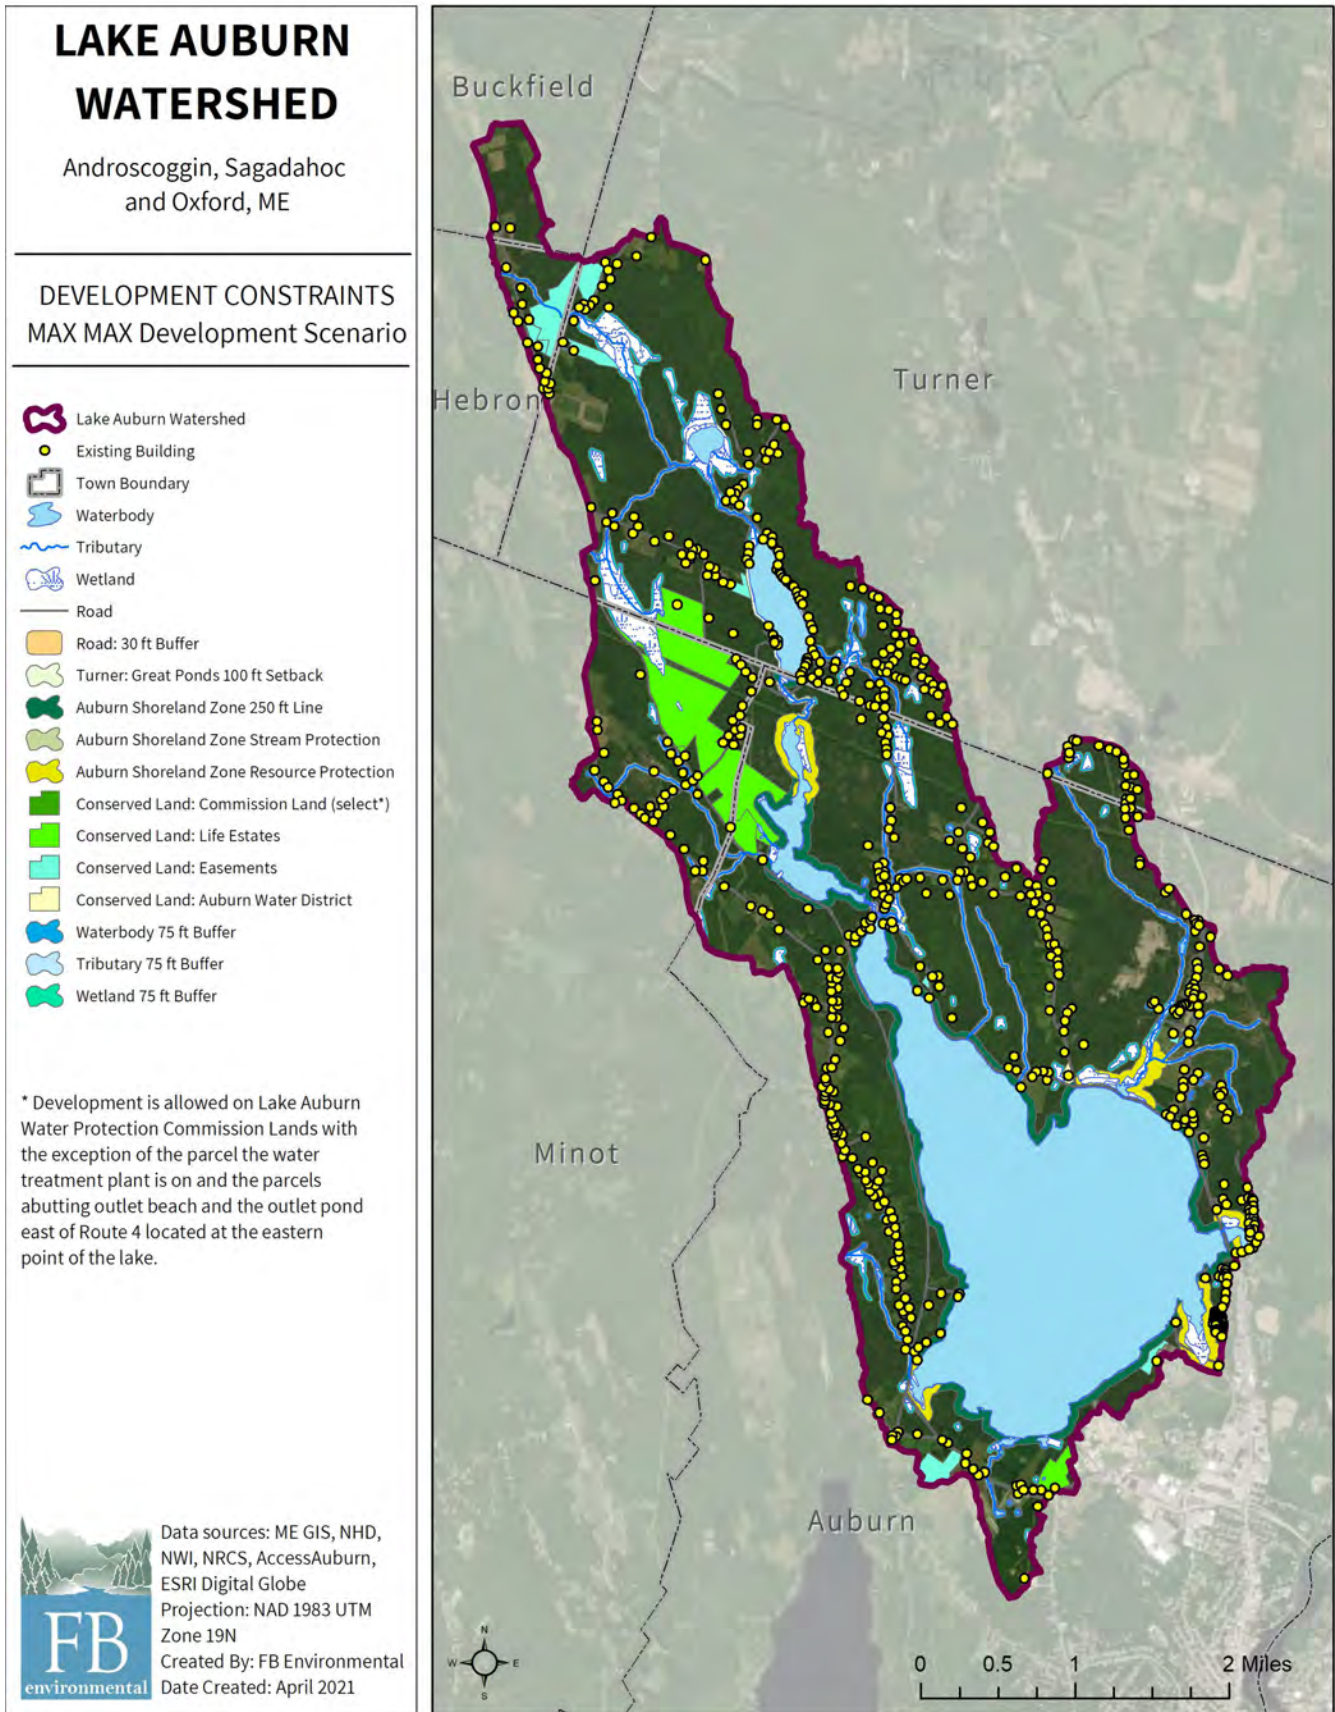 LAKE AUBURN
WATERSHED
Androscoggin, Sagadahoc
and Oxford, ME
DEVELOPMENT CONSTRAINTS
MAX MAX Development Scenario
Lake Auburn Watershed
Existing Building
Town Boundary
Waterbody
Tributary
Wetland
Road
Road: 30 ft Buffer
Turner: Great Ponds 100 ft Setback
Auburn Shoreland Zone 250 ft Line
Auburn Shoreland Zone Stream Protection
Auburn Shoreland Zone Resource Protection
Conserved Land: Commission Land (select*)
Conserved Land: Life Estates
Conserved Land: Easements
Conserved Land: Auburn Water District
Waterbody 75 ft Buffer
Tributary 75 ft Buffer
Wetland 75 ft Buffer
* Development is allowed on Lake Auburn
Water Protection Commission Lands with
the exception of the parcel the water
treatment plant is on and the parcels
abutting outlet beach and the outlet pond
east of Route 4 located at the eastern
point of the lake.
FB
environmental
Data sources: ME GIS, NHD,
NWI, NRCS, AccessAuburn,
ESRI Digital Globe
Projection: NAD 1983 UTM
Zone 19N
Created By: FB Environmental
Date Created: April 2021
Buckfield
Turner
Hebron
Minot
Auburn
N
W E
S
0 0.5 1 2 Miles